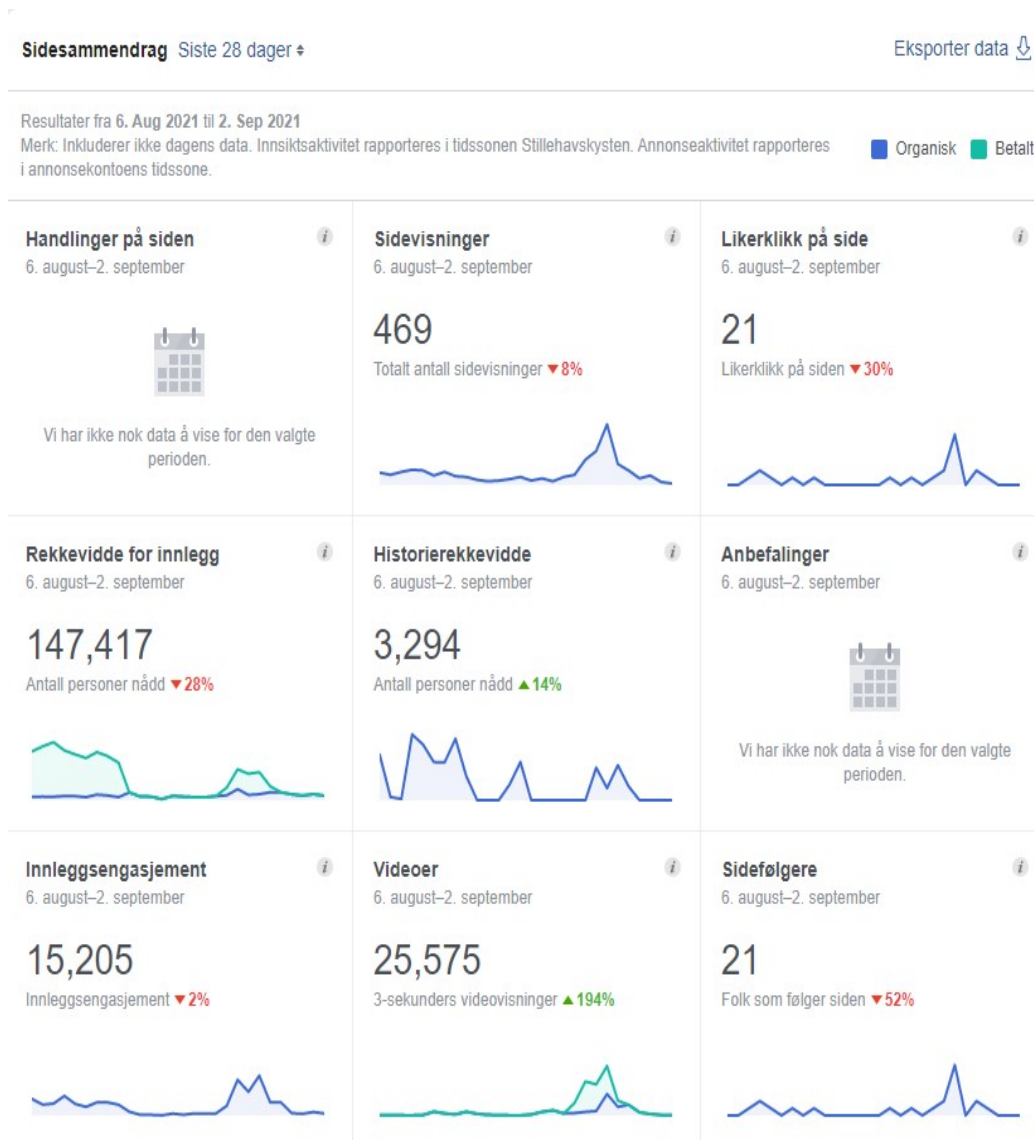 Sidesammendrag Siste 28 dager
Eksporter data
Resultater fra 6. Aug 2021 til 2. Sep 2021
Merk: Inkluderer ikke dagens data. Innsiktsaktivitet rapporteres i tidssonen Stillehavskysten. Annonseaktivitet rapporteres
i annonsekontoens tidssone.
Organisk Betalt
Handlinger på siden
6. august–2. september
Vi har ikke nok data å vise for den valgte
perioden.
Sidevisninger
6. august–2. september
469
Totalt antall sidevisninger ▼8%
Likerklikk på side
6. august–2. september
21
Likerklikk på siden ▼30%
Rekkevidde for innlegg
6. august–2. september
147,417
Antall personer nådd ▼28%
Historierekkevidde
6. august–2. september
3,294
Antall personer nådd ▲14%
Anbefalinger
6. august–2. september
Vi har ikke nok data å vise for den valgte
perioden.
Innleggsengasjement
6. august–2. september
15,205
Innleggsengasjement ▼2%
Videoer
6. august–2. september
25,575
3-sekunders videovisninger ▲194%
Sidefølgere
6. august–2. september
21
Folk som følger siden ▼52%